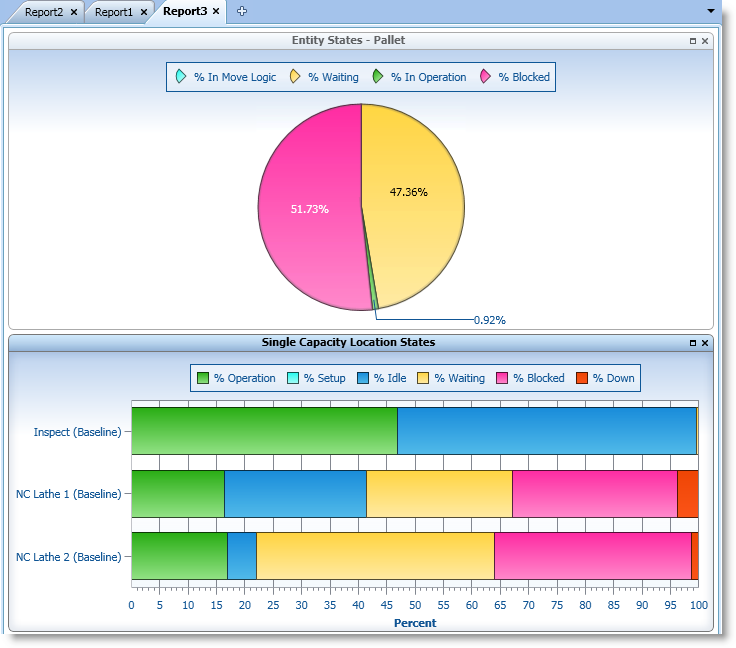 Report2 Report1 Report3
Entity States - Pallet
% In Move Logic % Waiting % In Operation % Blocked
47.36%
51.73%
0.92%
Single Capacity Location States
% Operation % Setup % Idle % Waiting % Blocked % Down
Inspect (Baseline)
NC Lathe 1 (Baseline)
NC Lathe 2 (Baseline)
0 5 10 15 20 25 30 35 40 45 50 55 60 65 70 75 80 85 90 95 100
Percent